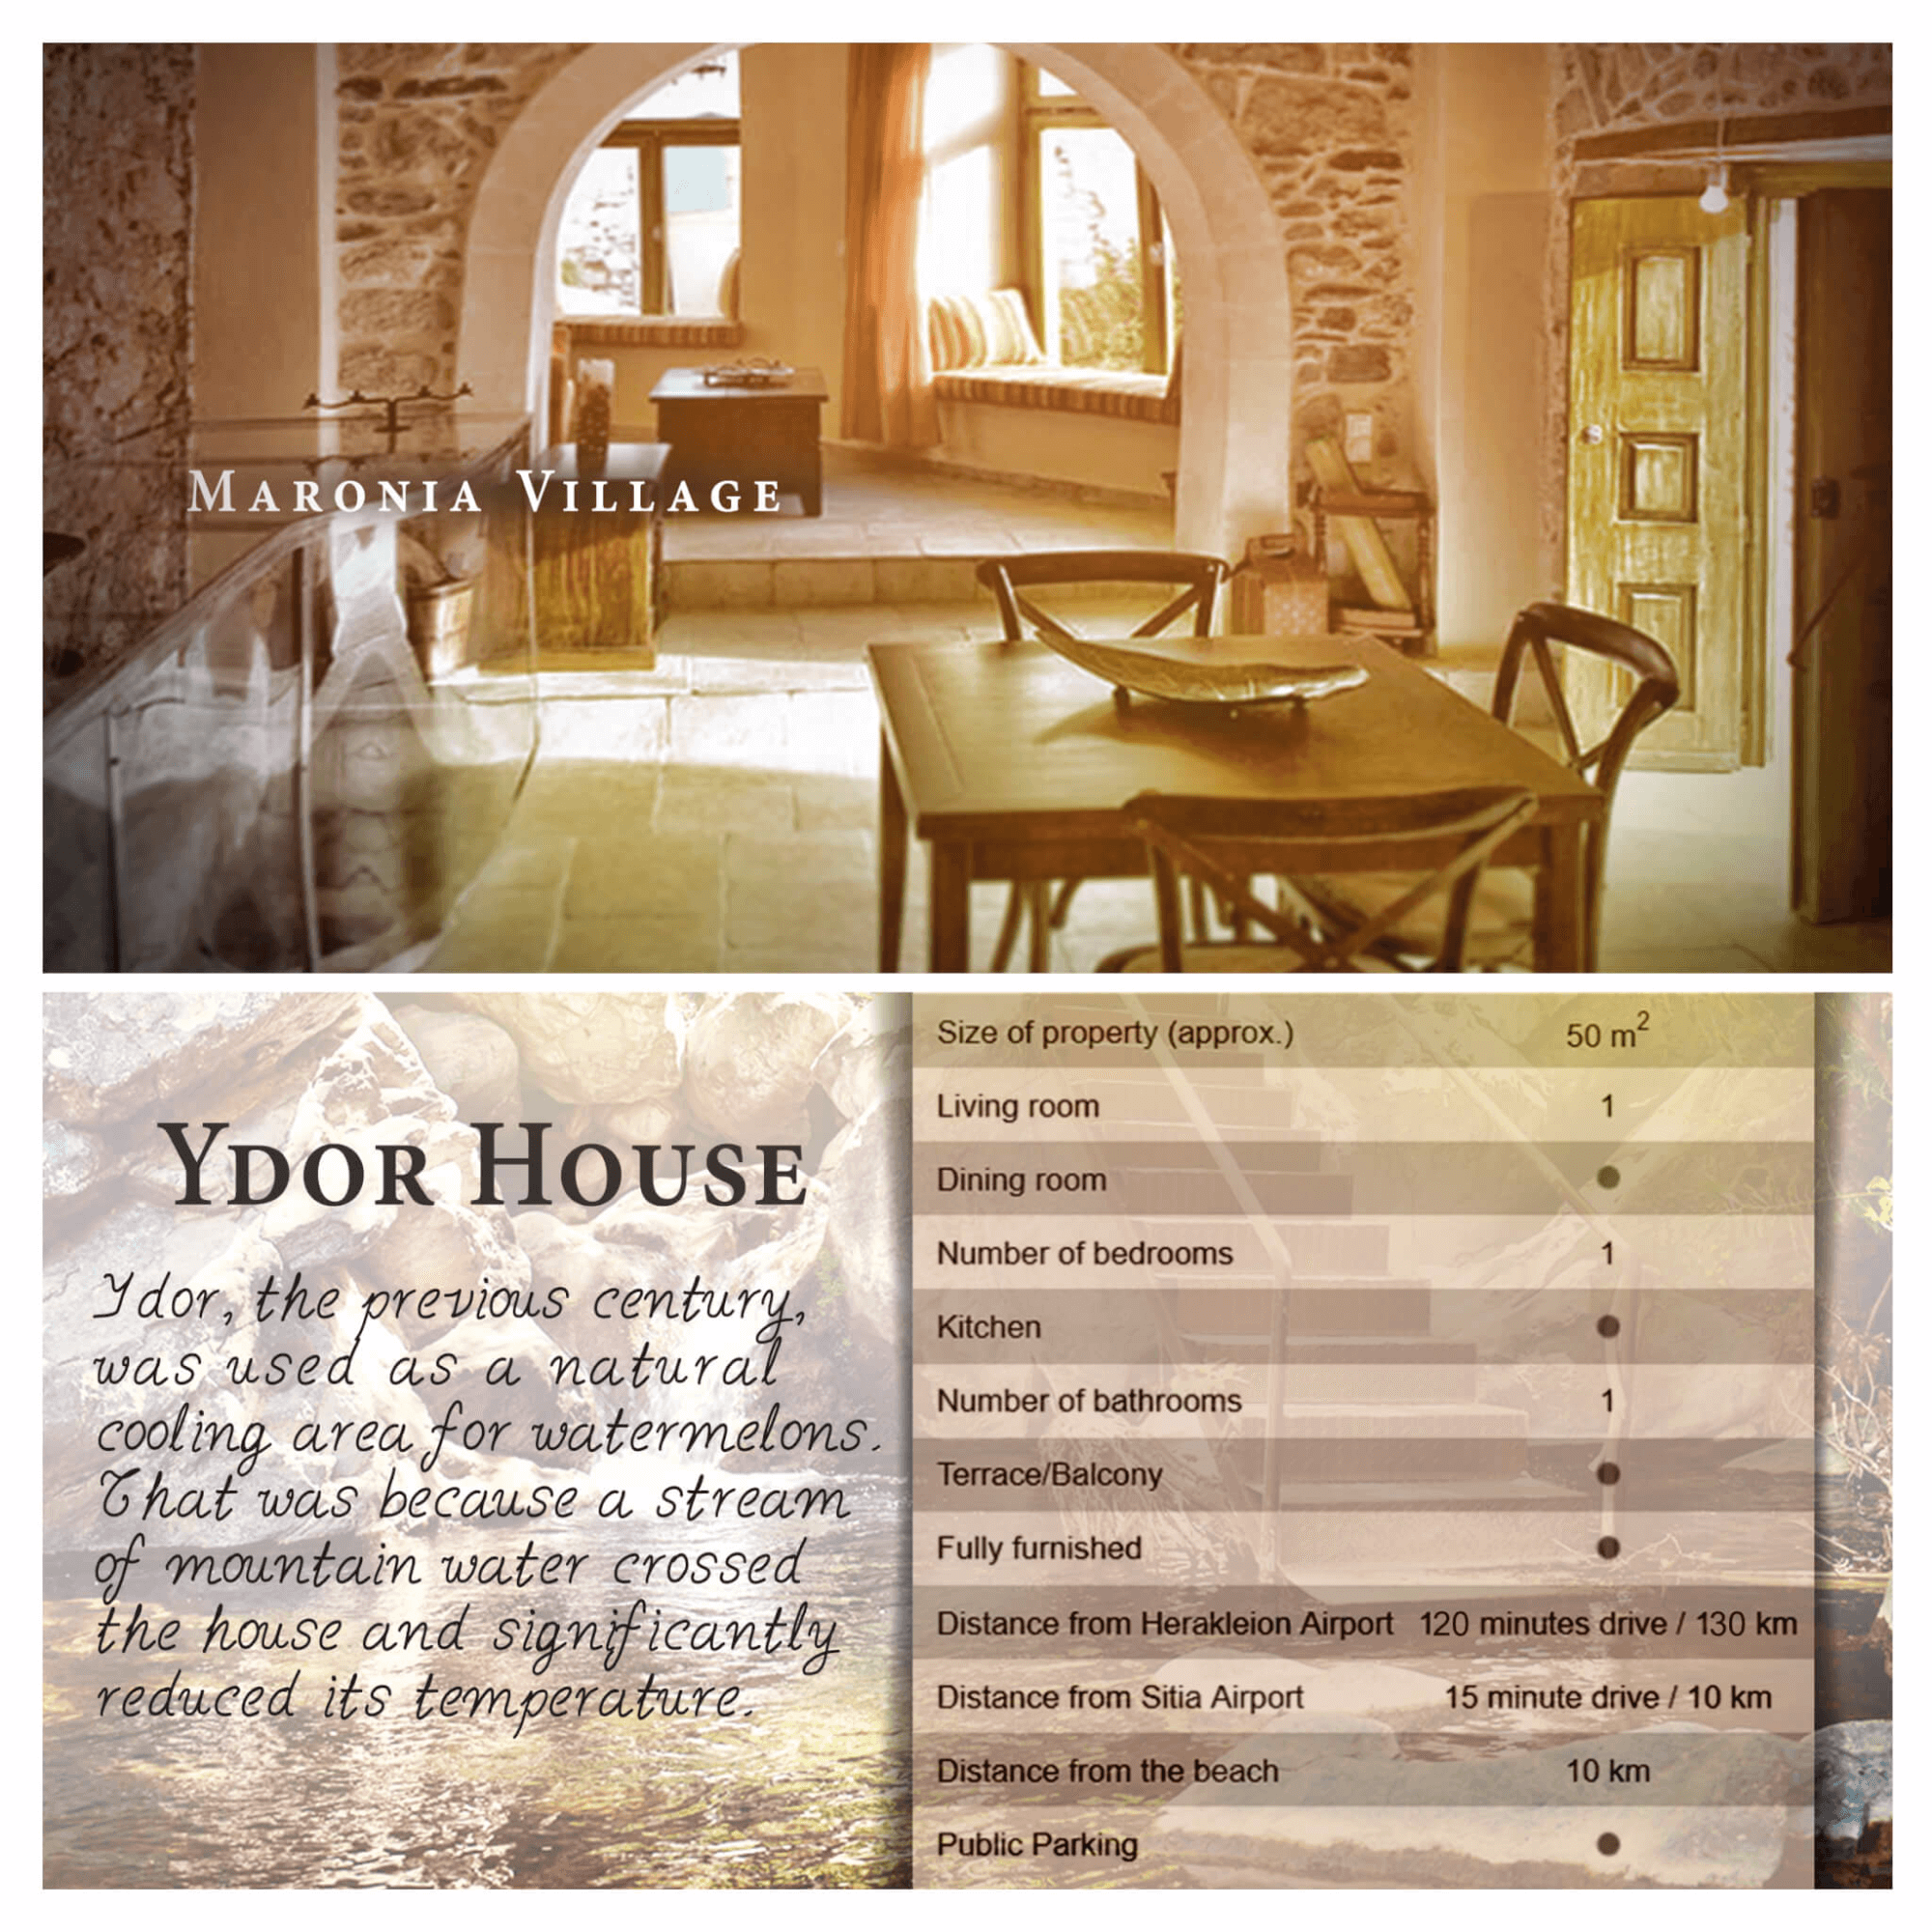 MARONIA VILLAGE
YDOR HOUSE
Ydor, the previous century,
was used as a natural
cooling area for watermelons.
That was because a stream
of mountain water crossed
the house and significantly
reduced its temperature.
Size of property (approx.) 50 m²
Living room 1
Dining room ●
Number of bedrooms 1
Kitchen ●
Number of bathrooms 1
Terrace/Balcony ●
Fully furnished ●
Distance from Herakleion Airport 120 minutes drive / 130 km
Distance from Sitia Airport 15 minute drive / 10 km
Distance from the beach 10 km
Public Parking ●